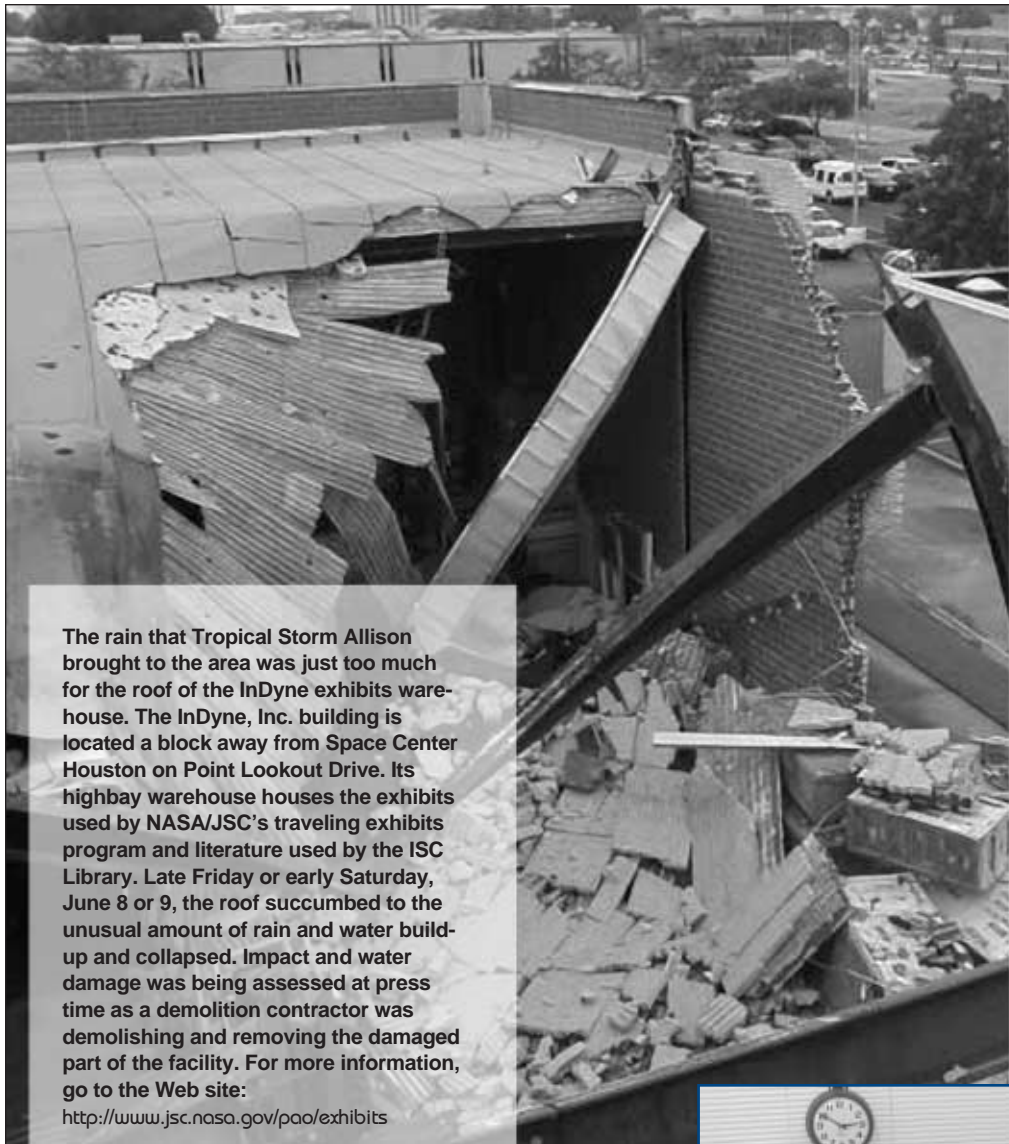 The rain that Tropical Storm Allison
brought to the area was just too much
for the roof of the InDyne exhibits ware-
house. The InDyne, Inc. building is
located a block away from Space Center
Houston on Point Lookout Drive. Its
highbay warehouse houses the exhibits
used by NASA/JSC’s traveling exhibits
program and literature used by the ISC
Library. Late Friday or early Saturday,
June 8 or 9, the roof succumbed to the
unusual amount of rain and water build-
up and collapsed. Impact and water
damage was being assessed at press
time as a demolition contractor was
demolishing and removing the damaged
part of the facility. For more information,
go to the Web site:
http://www.jsc.nasa.gov/pao/exhibits